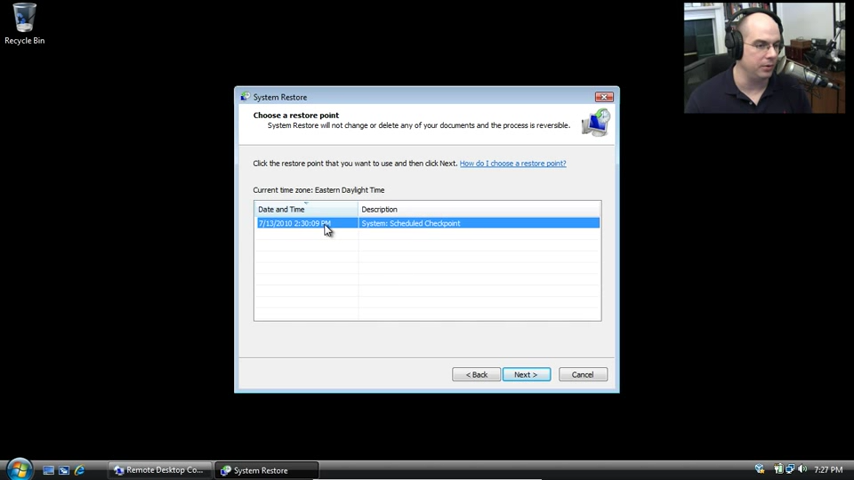 Recycle Bin
System Restore
Choose a restore point
System Restore will not change or delete any of your documents and the process is reversible.
Click the restore point that you want to use and then click Next. How do I choose a restore point?
Current time zone: Eastern Daylight Time
Date and Time Description
7/13/2010 2:30:09 PM System: Scheduled Checkpoint
< Back Next > Cancel
Remote Desktop Co... System Restore 7:27 PM